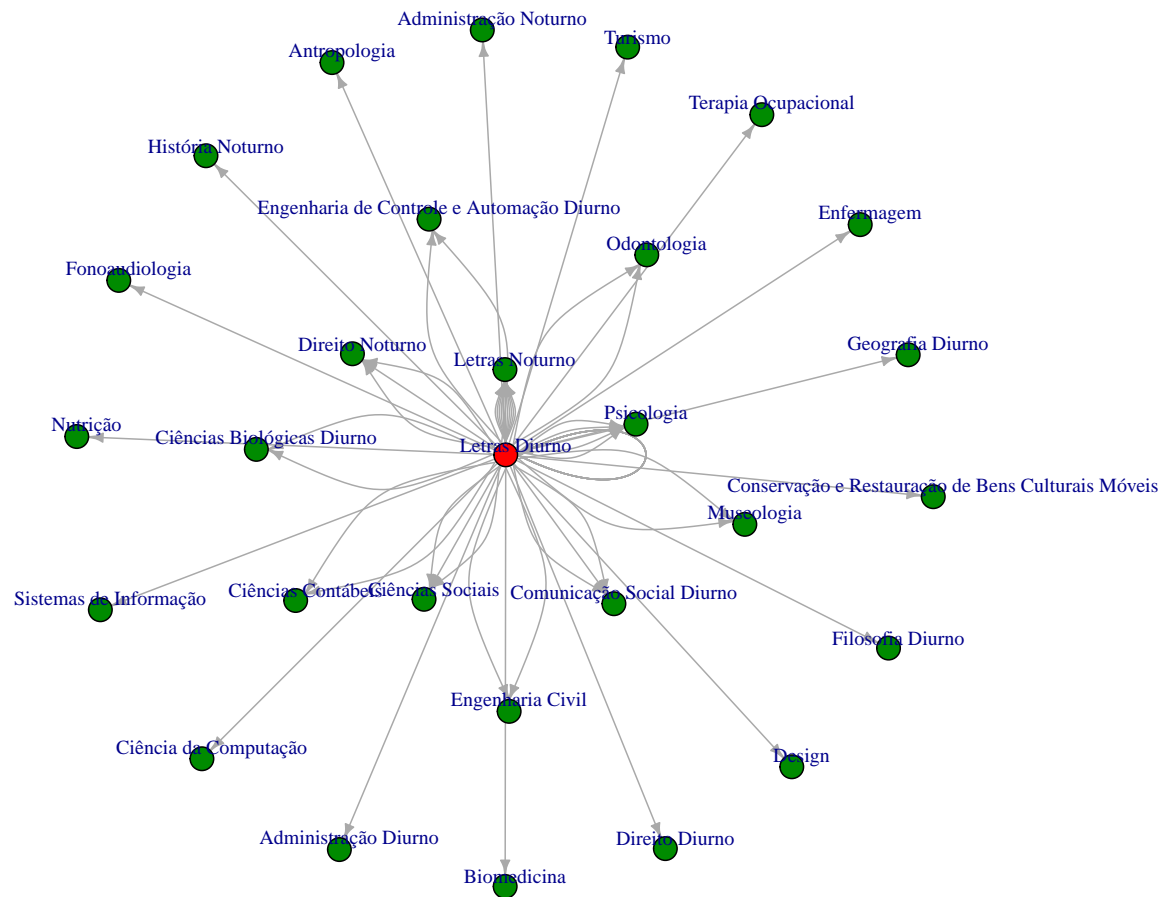 Administração Noturno
Turismo
Antropologia
Terapia Ocupacional
História Noturno
Engenharia de Controle e Automação Diurno
Enfermagem
Odontologia
Fonoaudiologia
Direito Noturno
Letras Noturno
Geografia Diurno
Psicologia
Nutrição
Ciências Biológicas Diurno
Letras Diurno
Conservação e Restauração de Bens Culturais Móveis
Museologia
Sistemas de Informação
Ciências Contábeis
Ciências Sociais
Comunicação Social Diurno
Filosofia Diurno
Engenharia Civil
Ciência da Computação
Design
Administração Diurno
Direito Diurno
Biomedicina